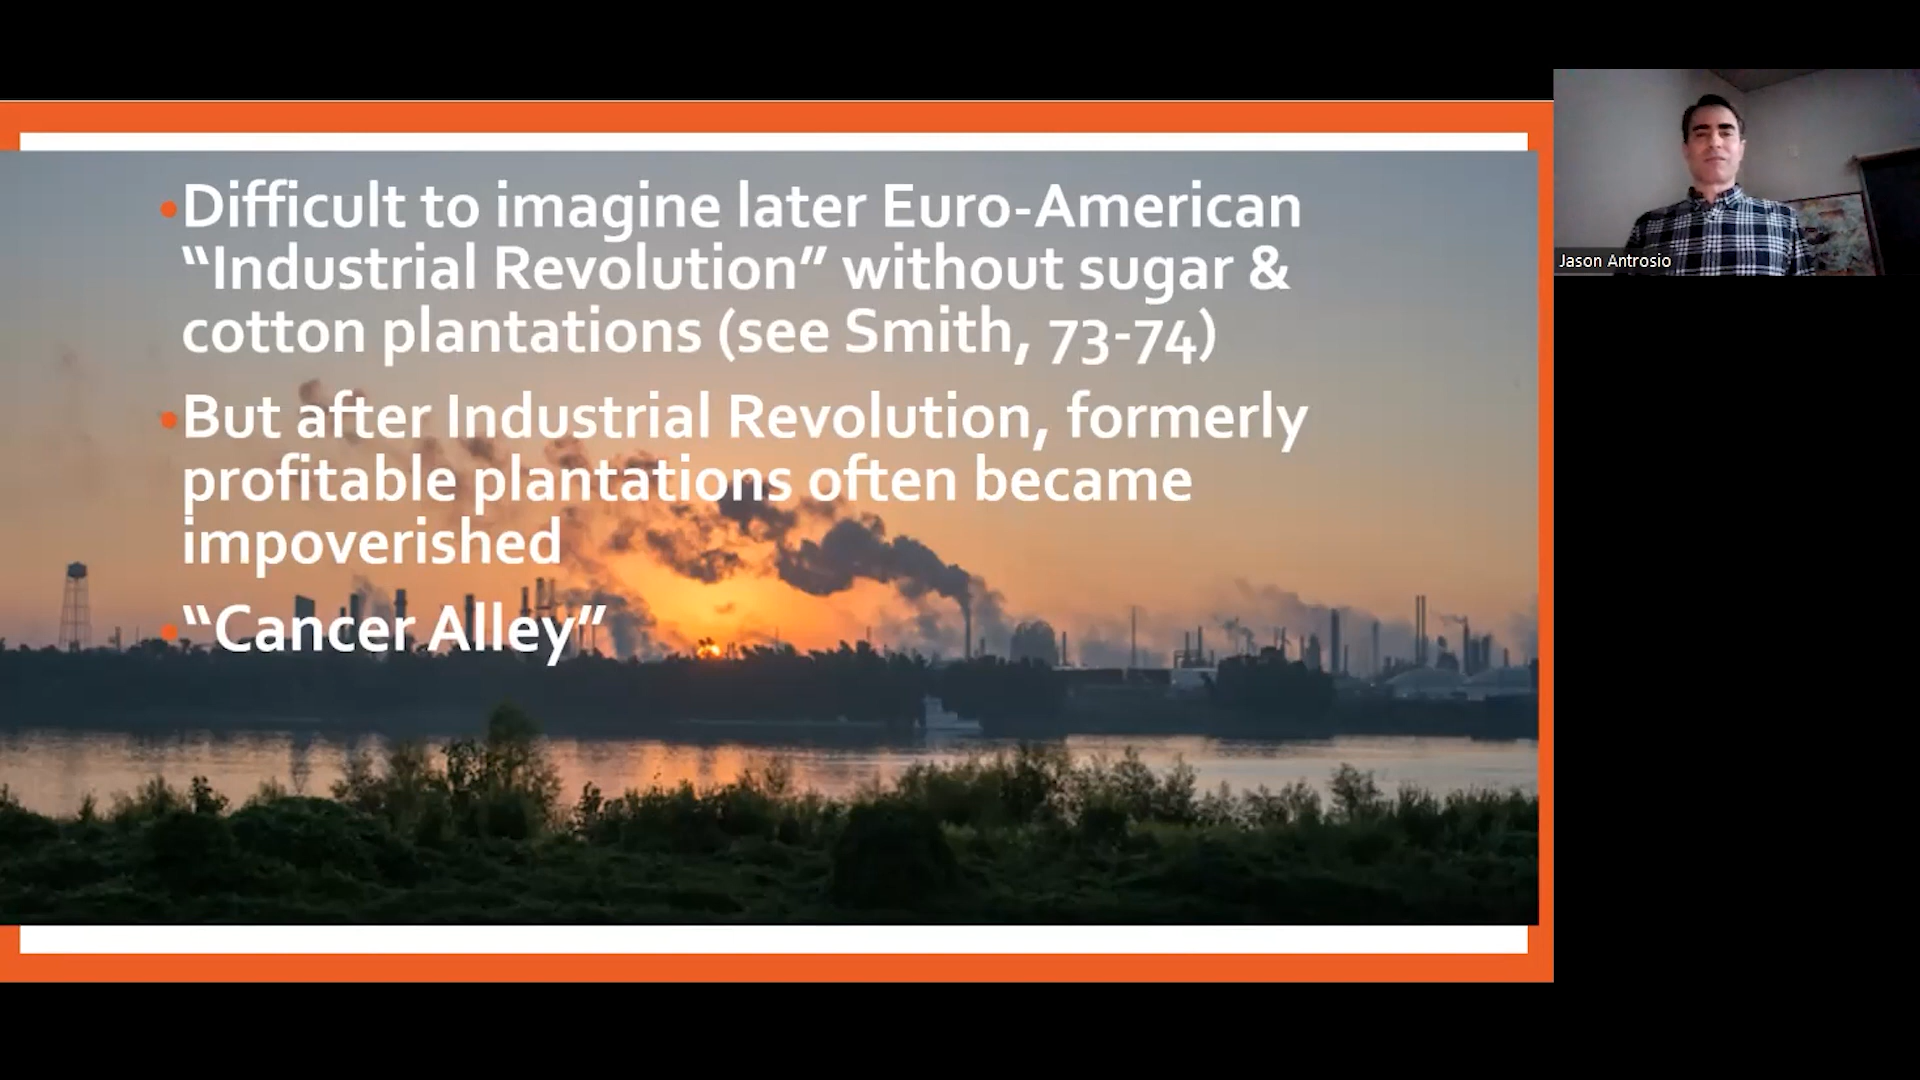 •Difficult to imagine later Euro-American
“Industrial Revolution” without sugar &
cotton plantations (see Smith, 73-74)
•But after Industrial Revolution, formerly
profitable plantations often became
impoverished
•“Cancer Alley”
Jason Antrosio